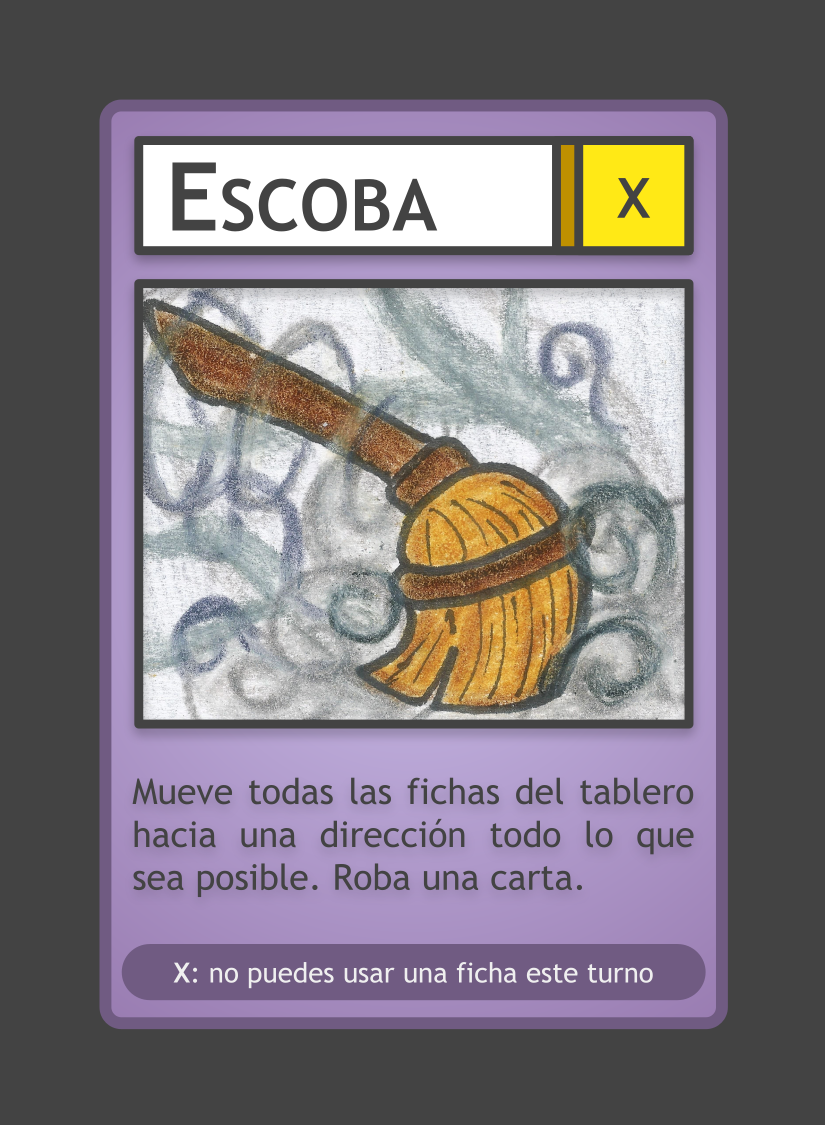 Escoba
X
Mueve todas las fichas del tablero
hacia una dirección todo lo que
sea posible. Roba una carta.
X: no puedes usar una ficha este turno